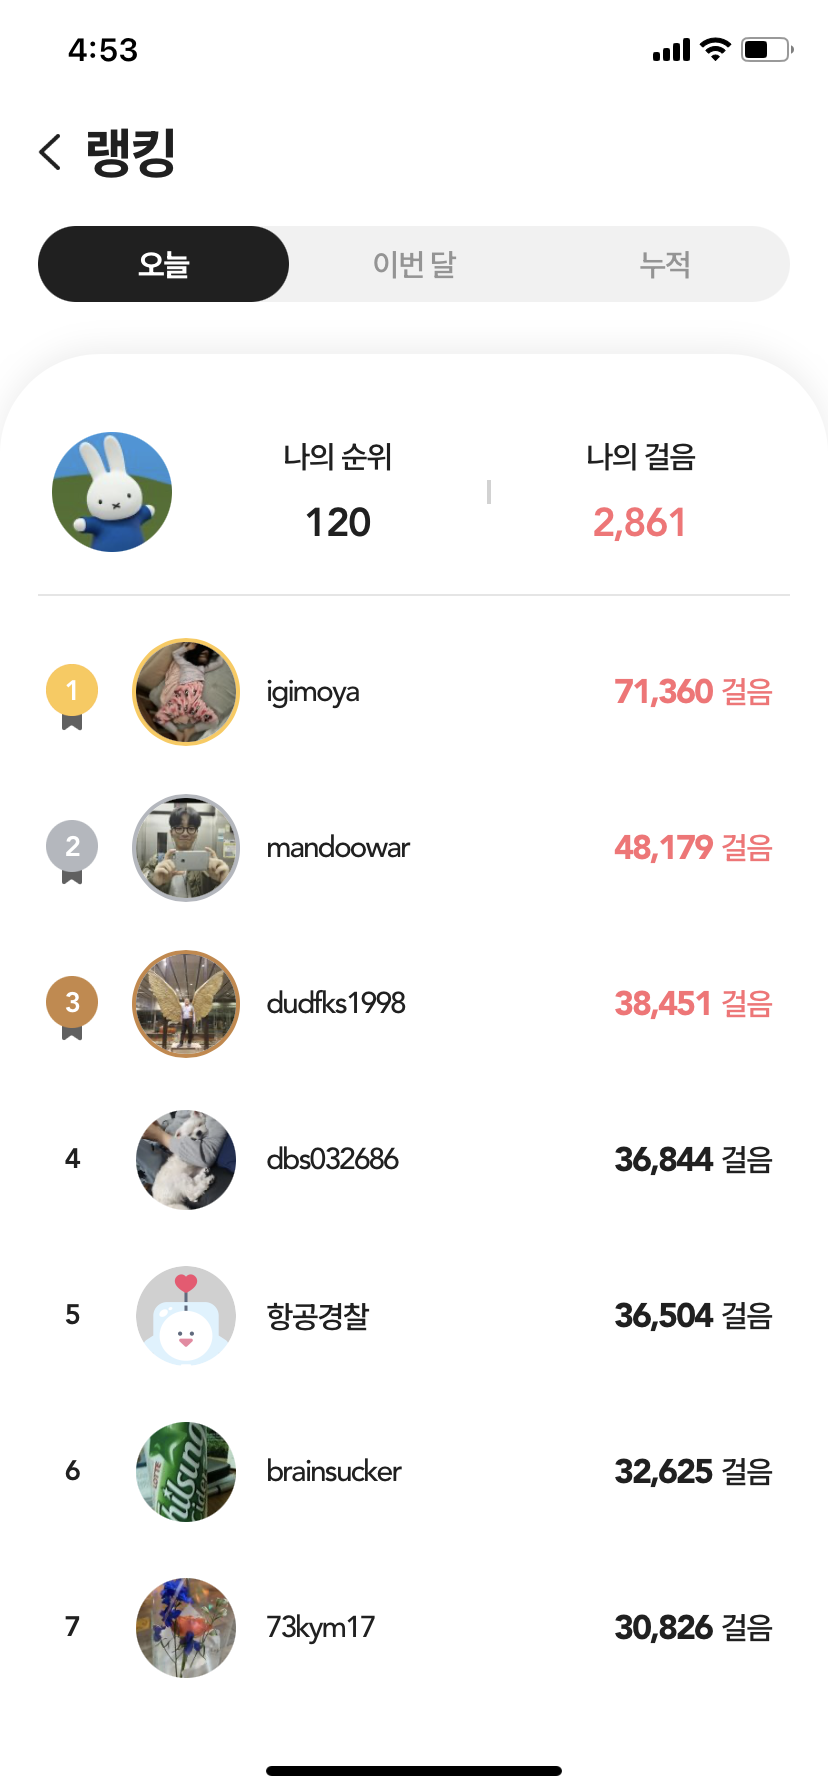 4:53
랭킹
오늘 이번 달 누적
나의 순위 나의 걸음
120 2,861
1 igimoya 71,360 걸음
2 mandoowar 48,179 걸음
3 dudfks1998 38,451 걸음
4 dbs032686 36,844 걸음
5 항공경찰 36,504 걸음
6 brainsucker 32,625 걸음
LOTTE
7 73kym17 30,826 걸음